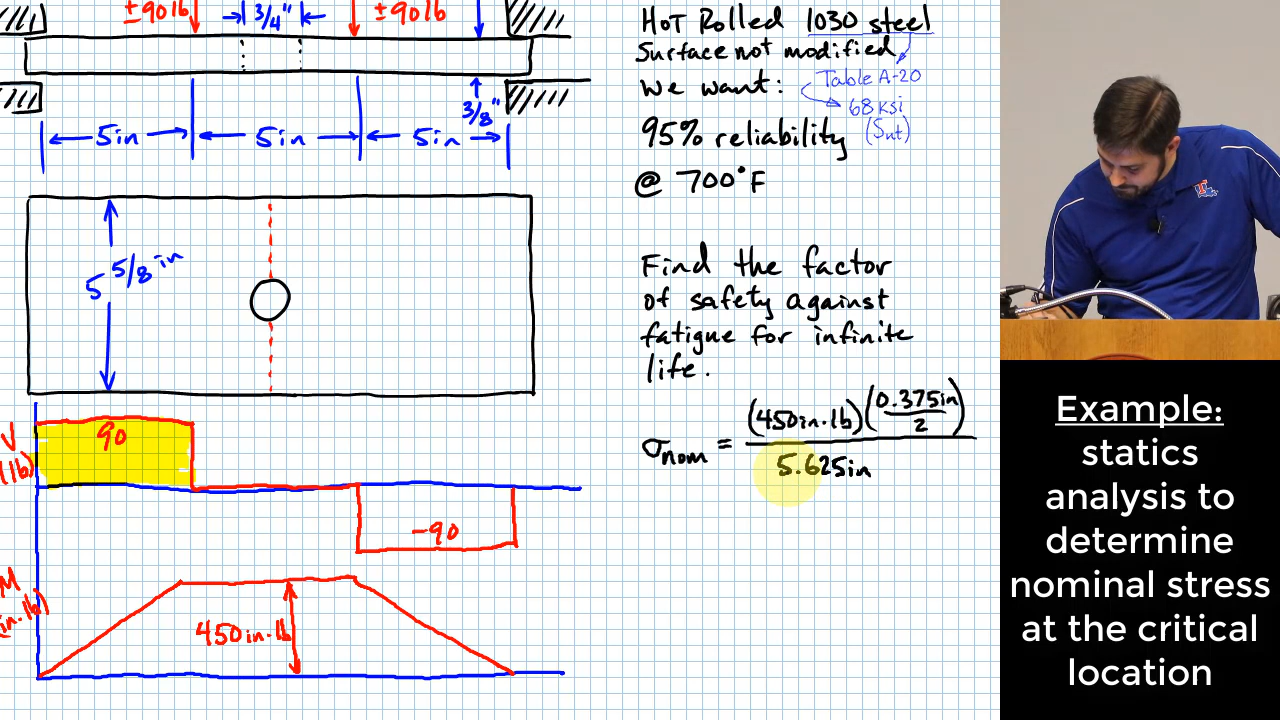 ±90lb
3/4"
±90lb
3/8"
5in
5in
5in
5 5/8 in
V
(lb)
90
-90
M
in·lb)
450in·lb
Hot Rolled 1030 steel
Surface not modified
We want:
Table A-20
68 ksi
(Sut)
95% reliability
@ 700°F
Find the factor
of safety against
fatigue for infinite
life.
σnom = (450in·lb)(0.375in/2)
5.625in
Example:
statics
analysis to
determine
nominal stress
at the critical
location